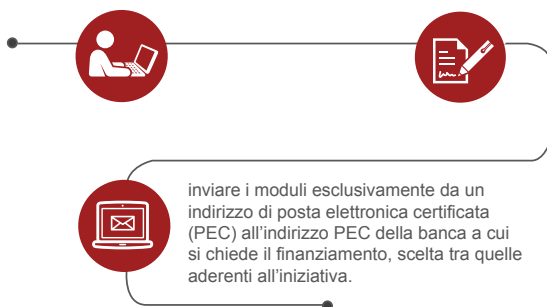 inviare i moduli esclusivamente da un
indirizzo di posta elettronica certificata
(PEC) all'indirizzo PEC della banca a cui
si chiede il finanziamento, scelta tra quelle
aderenti all'iniziativa.